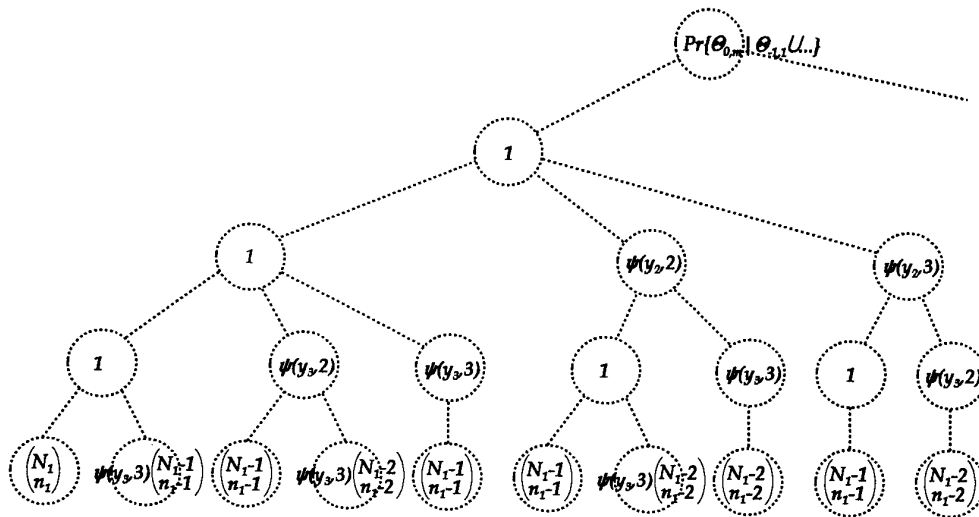 Pr{Θ₀,ₘ | Θ₋₁,₁ ∪...}
1
1 ψ(y₂,2) ψ(y₂,3)
1 ψ(y₃,2) ψ(y₃,3) 1 ψ(y₃,3) 1 ψ(y₃,2)
(N₁ n₁) ψ(y₃,3)(N₁-1 n₁-1) (N₁-1 n₁-1) ψ(y₃,3)(N₁-2 n₁-2) (N₁-1 n₁-1) (N₁-1 n₁-1) ψ(y₃,3)(N₁-2 n₁-2) (N₁-2 n₁-2) (N₁-1 n₁-1) (N₁-2 n₁-2)